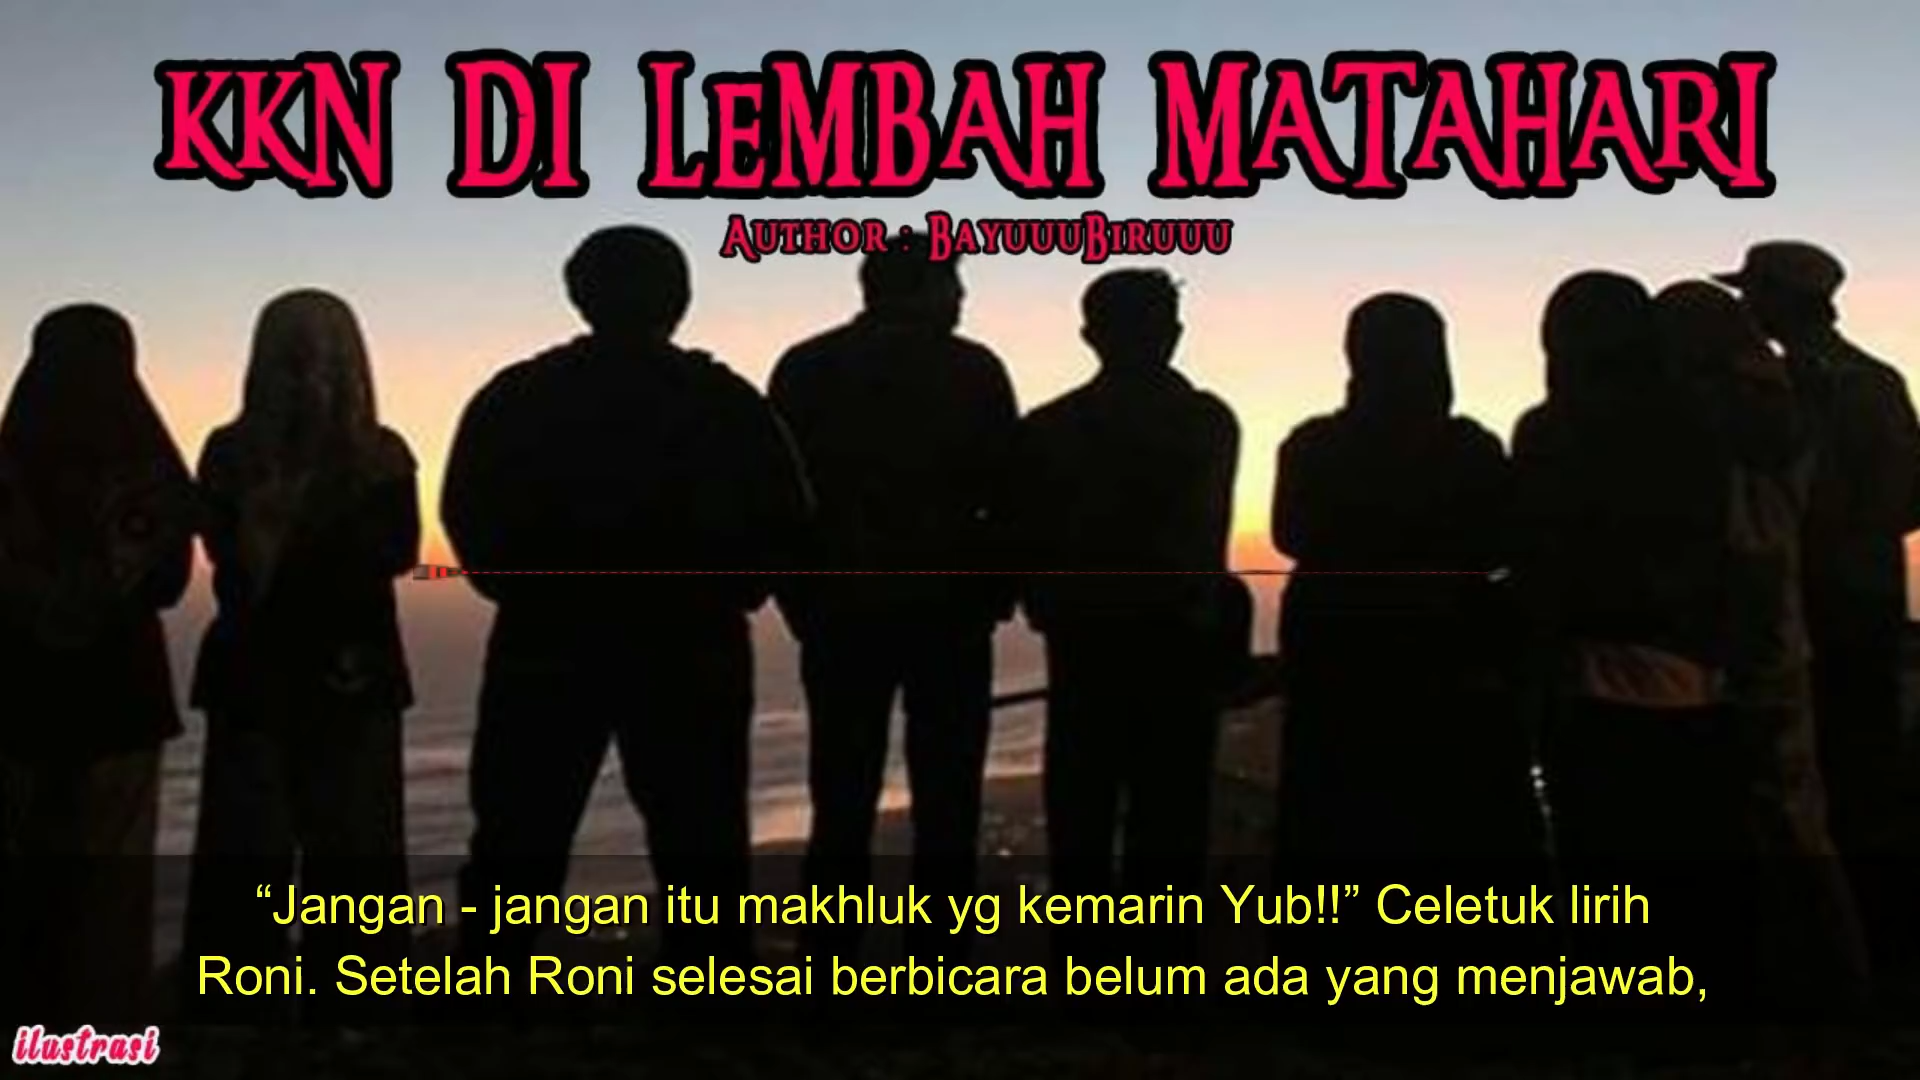 KKN DI LeMBAH MATAHARI
AUTHOR : BAYUUUBIRUUU
“Jangan - jangan itu makhluk yg kemarin Yub!!” Celetuk lirih
Roni. Setelah Roni selesai berbicara belum ada yang menjawab,
ilustrasi